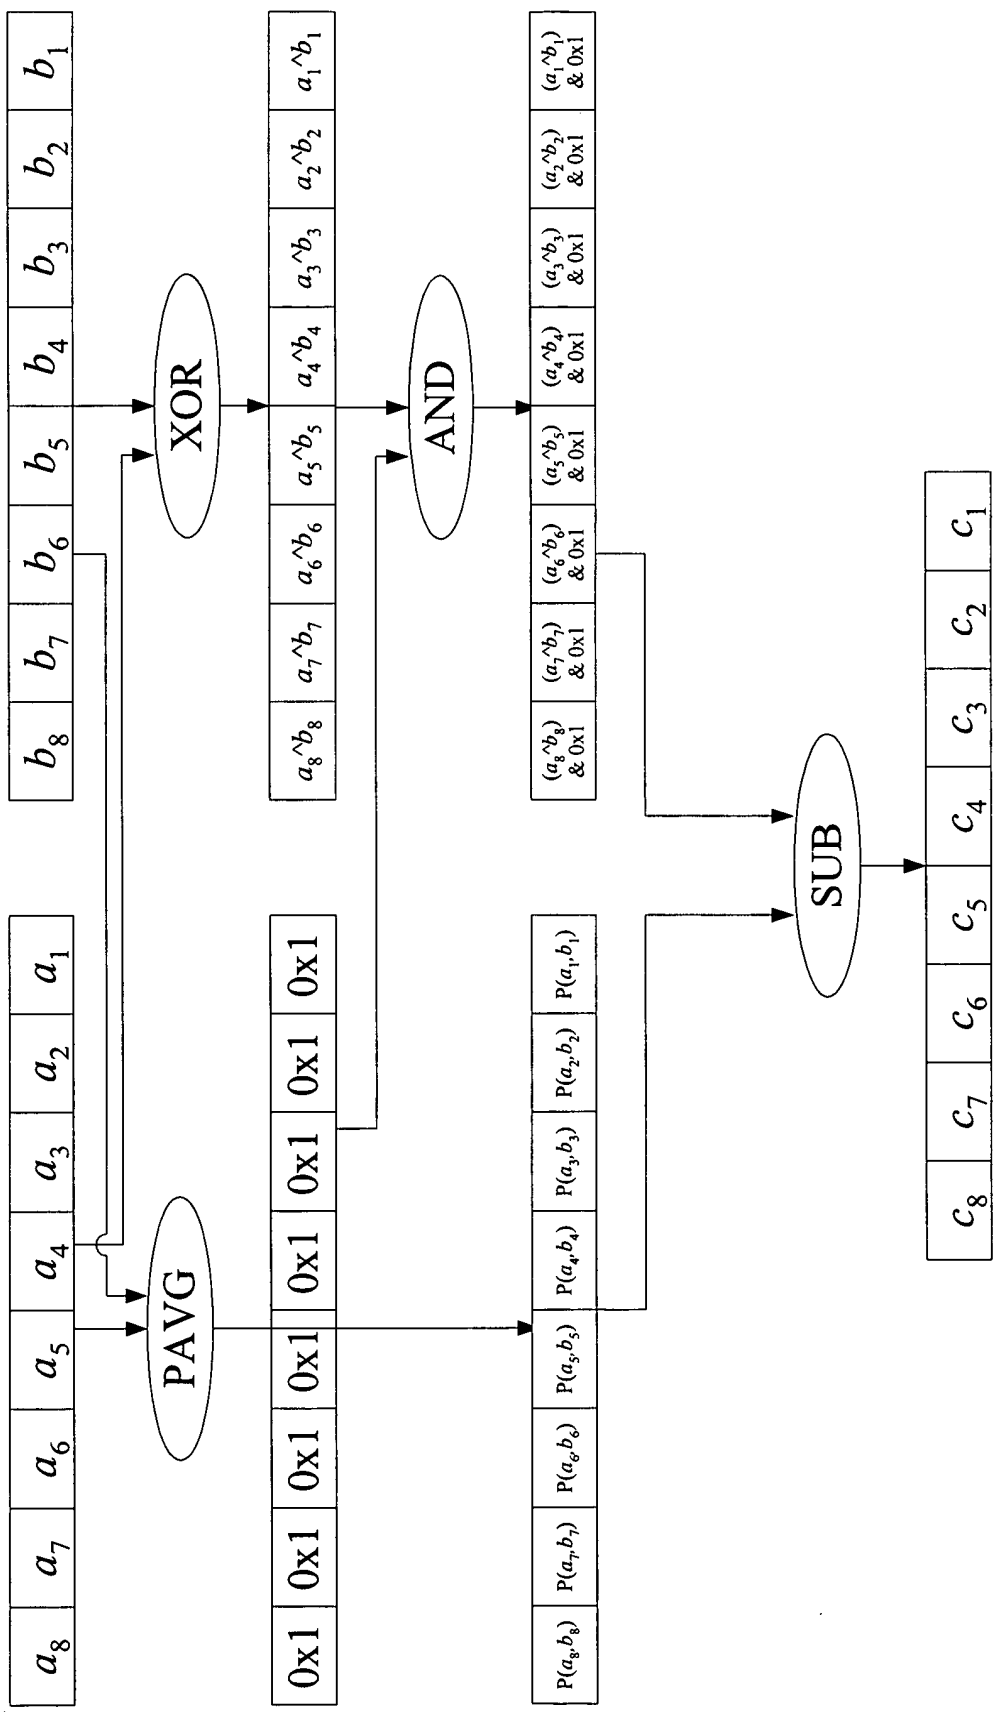 a₈ a₇ a₆ a₅ a₄ a₃ a₂ a₁ b₈ b₇ b₆ b₅ b₄ b₃ b₂ b₁
PAVG XOR
0x1 0x1 0x1 0x1 0x1 0x1 0x1 0x1 a₈^b₈ a₇^b₇ a₆^b₆ a₅^b₅ a₄^b₄ a₃^b₃ a₂^b₂ a₁^b₁
AND
P(a₈,b₈) P(a₇,b₇) P(a₆,b₆) P(a₅,b₅) P(a₄,b₄) P(a₃,b₃) P(a₂,b₂) P(a₁,b₁) (a₈^b₈) (a₇^b₇) (a₆^b₆) (a₅^b₅) (a₄^b₄) (a₃^b₃) (a₂^b₂) (a₁^b₁)
& 0x1 & 0x1 & 0x1 & 0x1 & 0x1 & 0x1 & 0x1 & 0x1
SUB
c₈ c₇ c₆ c₅ c₄ c₃ c₂ c₁